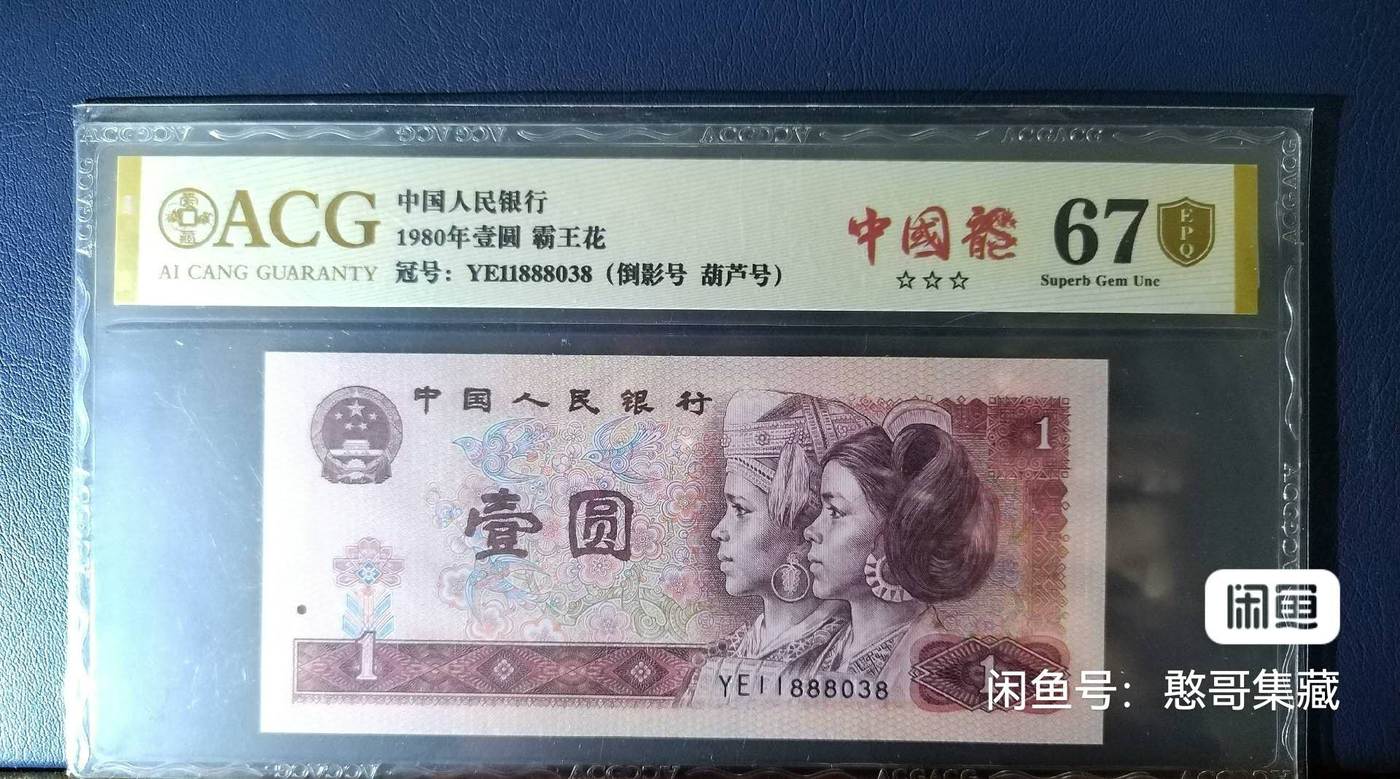 ACG
AI CANG GUARANTY
中国人民银行
1980年壹圆 霸王花
冠号：YE11888038（倒影号 葫芦号）
中國龍
☆☆☆
67
EPQ
Superb Gem Unc
中国人民银行
1
壹圆
1
YE11888038
1
闲鱼
闲鱼号：憨哥集藏